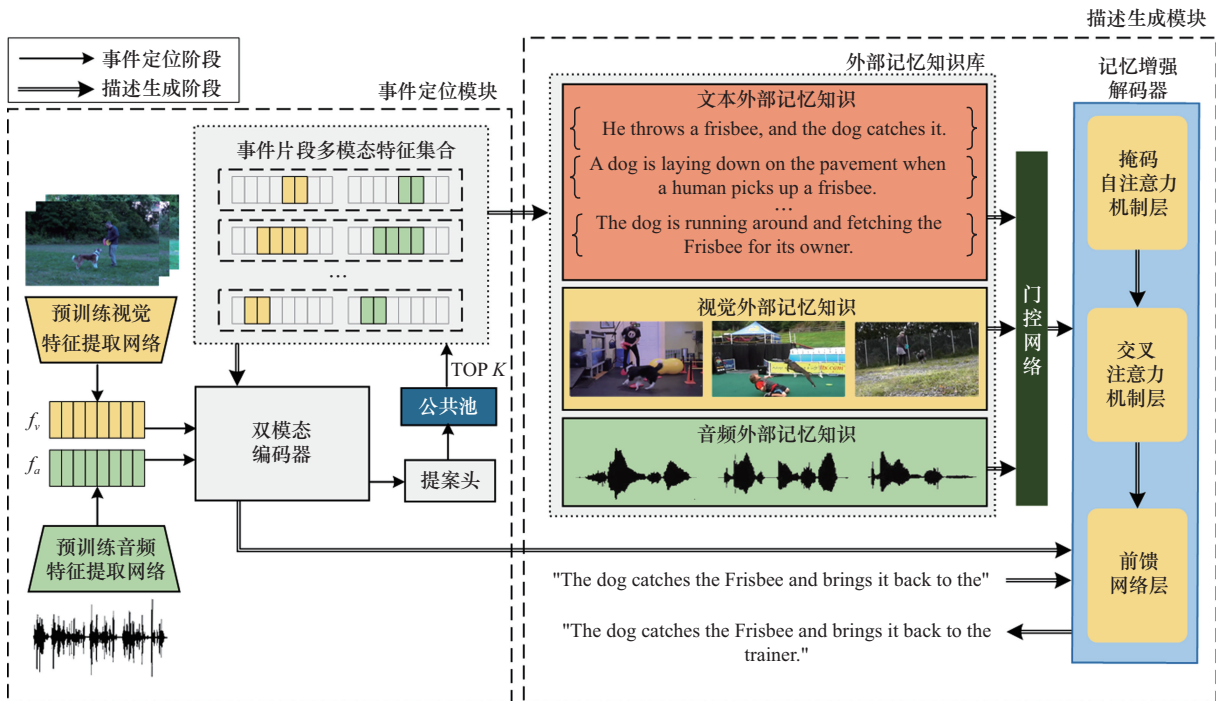 描述生成模块
事件定位阶段
描述生成阶段
事件定位模块
事件片段多模态特征集合
...
预训练视觉
特征提取网络
f_v
f_a
双模态
编码器
TOP K
公共池
提案头
预训练音频
特征提取网络
外部记忆知识库
文本外部记忆知识
He throws a frisbee, and the dog catches it.
A dog is laying down on the pavement when
a human picks up a frisbee.
...
The dog is running around and fetching the
Frisbee for its owner.
视觉外部记忆知识
音频外部记忆知识
门控网络
记忆增强
解码器
掩码
自注意力
机制层
交叉
注意力
机制层
前馈
网络层
"The dog catches the Frisbee and brings it back to the"
"The dog catches the Frisbee and brings it back to the
trainer."